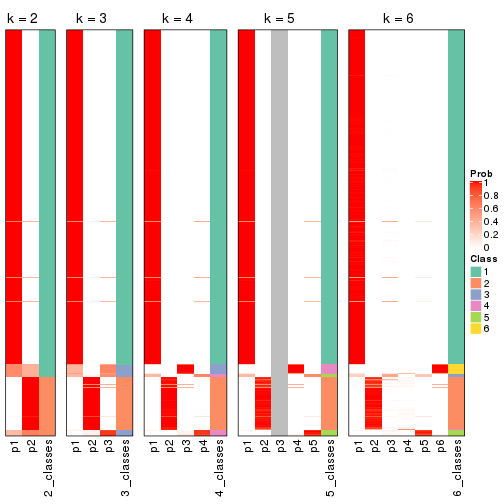 k = 2
k = 3
k = 4
k = 5
k = 6
p1
p2
2_classes
p1
p2
p3
3_classes
p1
p2
p3
p4
4_classes
p1
p2
p3
p4
p5
5_classes
p1
p2
p3
p4
p5
p6
6_classes
Prob
1
0.8
0.6
0.4
0.2
0
Class
1
2
3
4
5
6